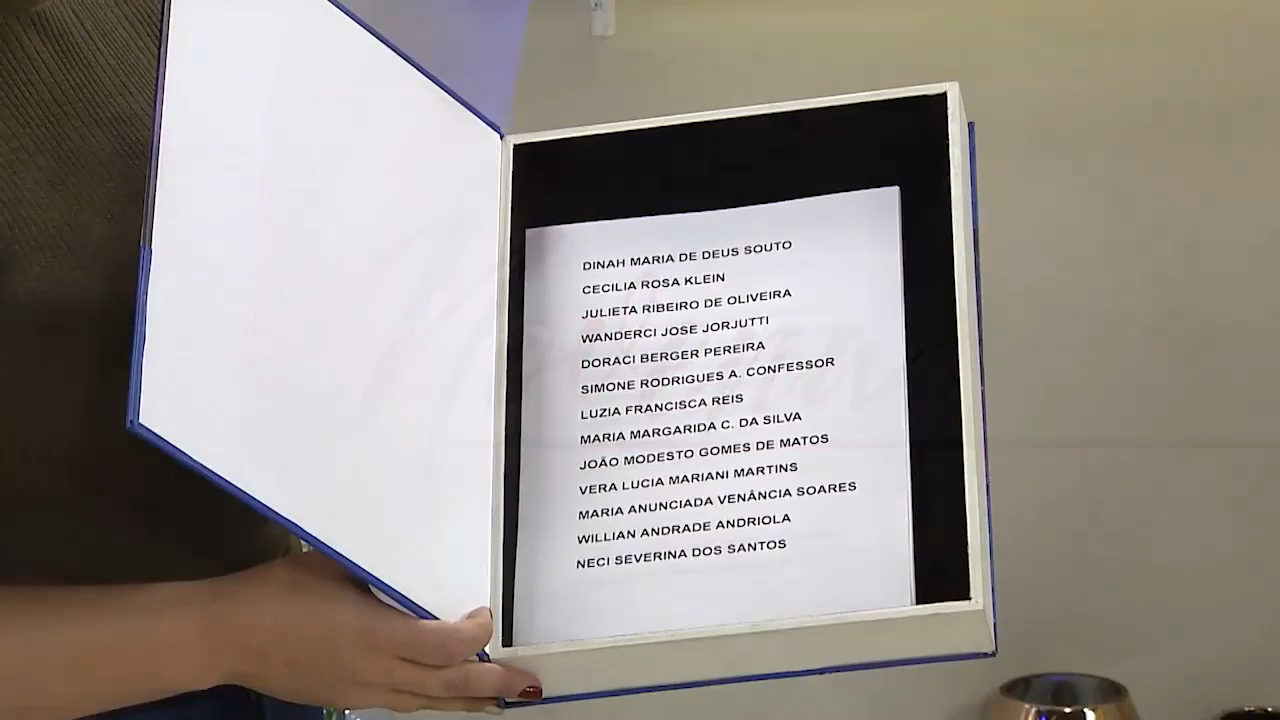 DINAH MARIA DE DEUS SOUTO
CECILIA ROSA KLEIN
JULIETA RIBEIRO DE OLIVEIRA
WANDERCI JOSE JORJUTTI
DORACI BERGER PEREIRA
SIMONE RODRIGUES A. CONFESSOR
LUZIA FRANCISCA REIS
MARIA MARGARIDA C. DA SILVA
JOÃO MODESTO GOMES DE MATOS
VERA LUCIA MARIANI MARTINS
MARIA ANUNCIADA VENÂNCIA SOARES
WILLIAN ANDRADE ANDRIOLA
NECI SEVERINA DOS SANTOS